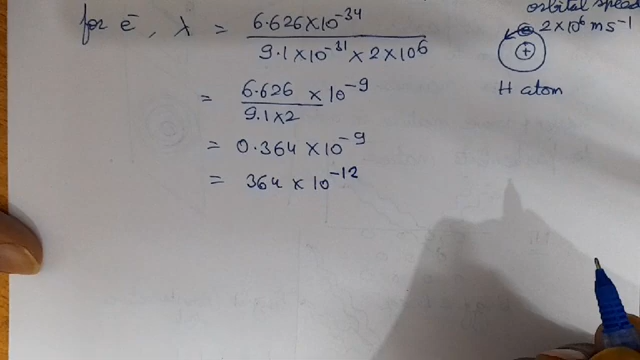 for e⁻, λ = 6.626×10⁻³⁴ / 9.1×10⁻³¹ × 2×10⁶
= 6.626 / 9.1×2 × 10⁻⁹
= 0.364 × 10⁻⁹
= 364 × 10⁻¹²
orbital speed
2×10⁶ ms⁻¹
+
H atom